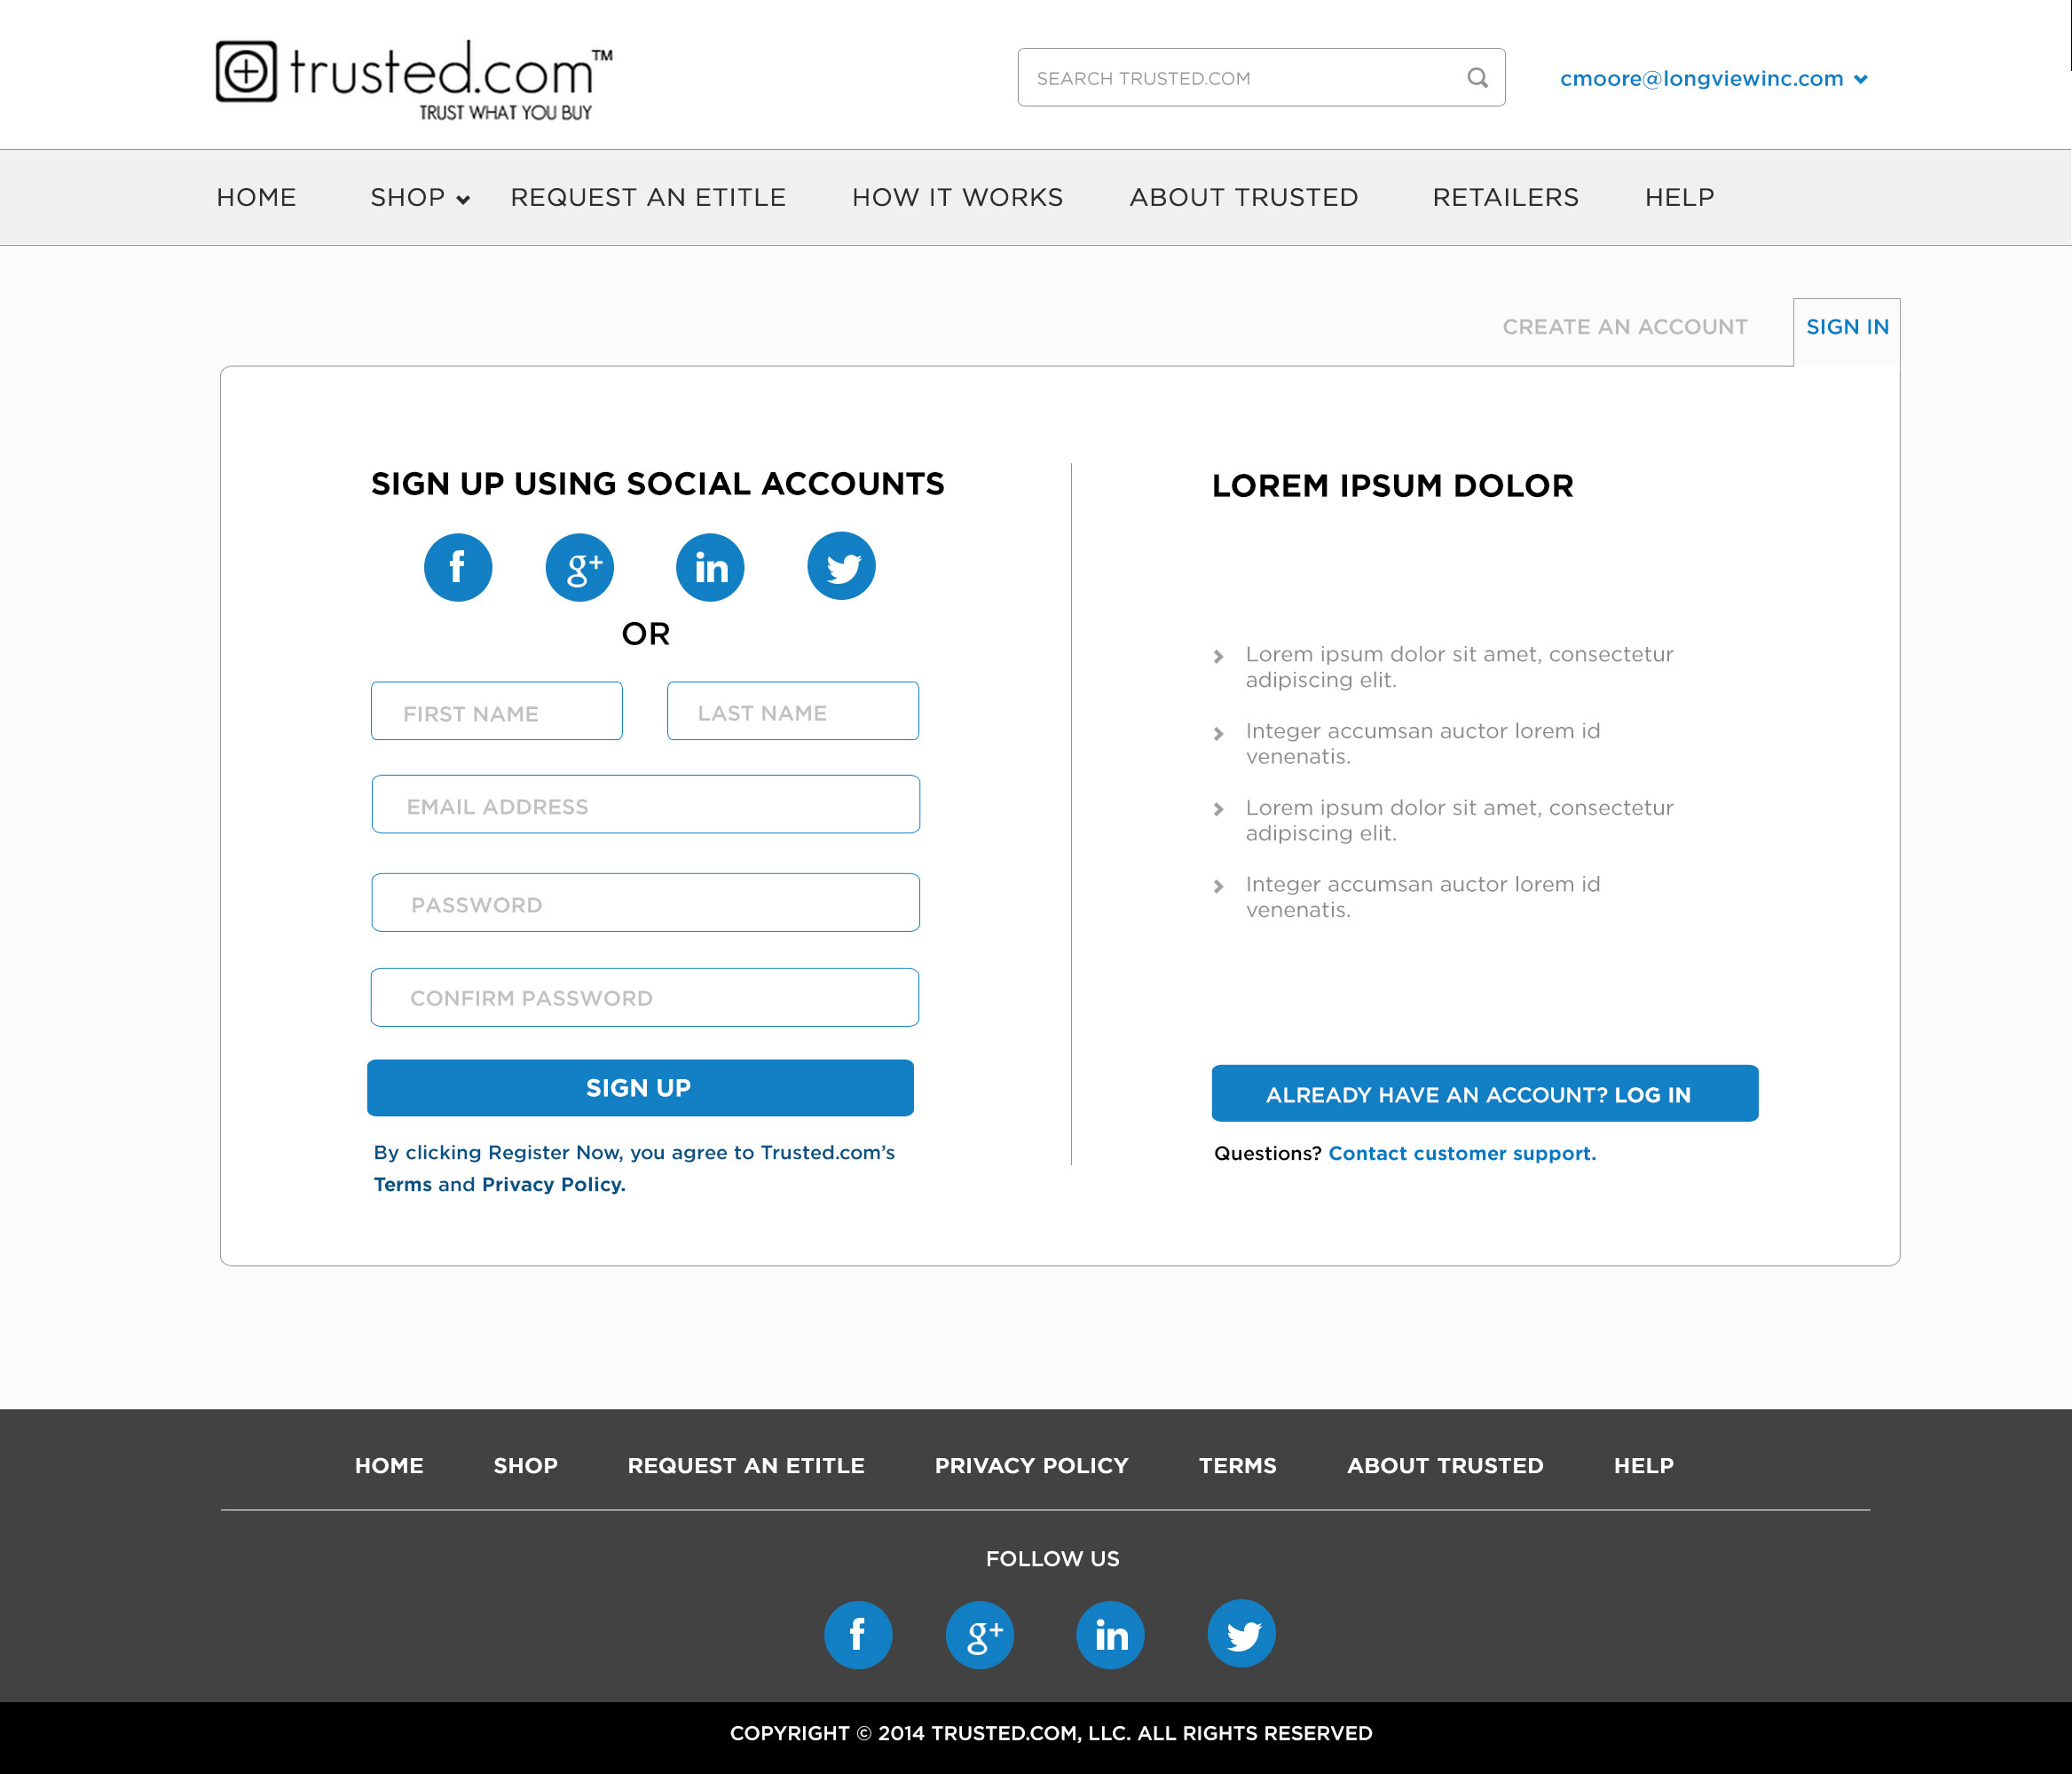 trusted.com™
TRUST WHAT YOU BUY
SEARCH TRUSTED.COM
cmoore@longviewinc.com
HOME SHOP REQUEST AN ETITLE HOW IT WORKS ABOUT TRUSTED RETAILERS HELP
CREATE AN ACCOUNT SIGN IN
SIGN UP USING SOCIAL ACCOUNTS
f g+ in
OR
FIRST NAME LAST NAME
EMAIL ADDRESS
PASSWORD
CONFIRM PASSWORD
SIGN UP
By clicking Register Now, you agree to Trusted.com’s
Terms and Privacy Policy.
LOREM IPSUM DOLOR
Lorem ipsum dolor sit amet, consectetur
adipiscing elit.
Integer accumsan auctor lorem id
venenatis.
Lorem ipsum dolor sit amet, consectetur
adipiscing elit.
Integer accumsan auctor lorem id
venenatis.
ALREADY HAVE AN ACCOUNT? LOG IN
Questions? Contact customer support.
HOME SHOP REQUEST AN ETITLE PRIVACY POLICY TERMS ABOUT TRUSTED HELP
FOLLOW US
f g+ in
COPYRIGHT © 2014 TRUSTED.COM, LLC. ALL RIGHTS RESERVED